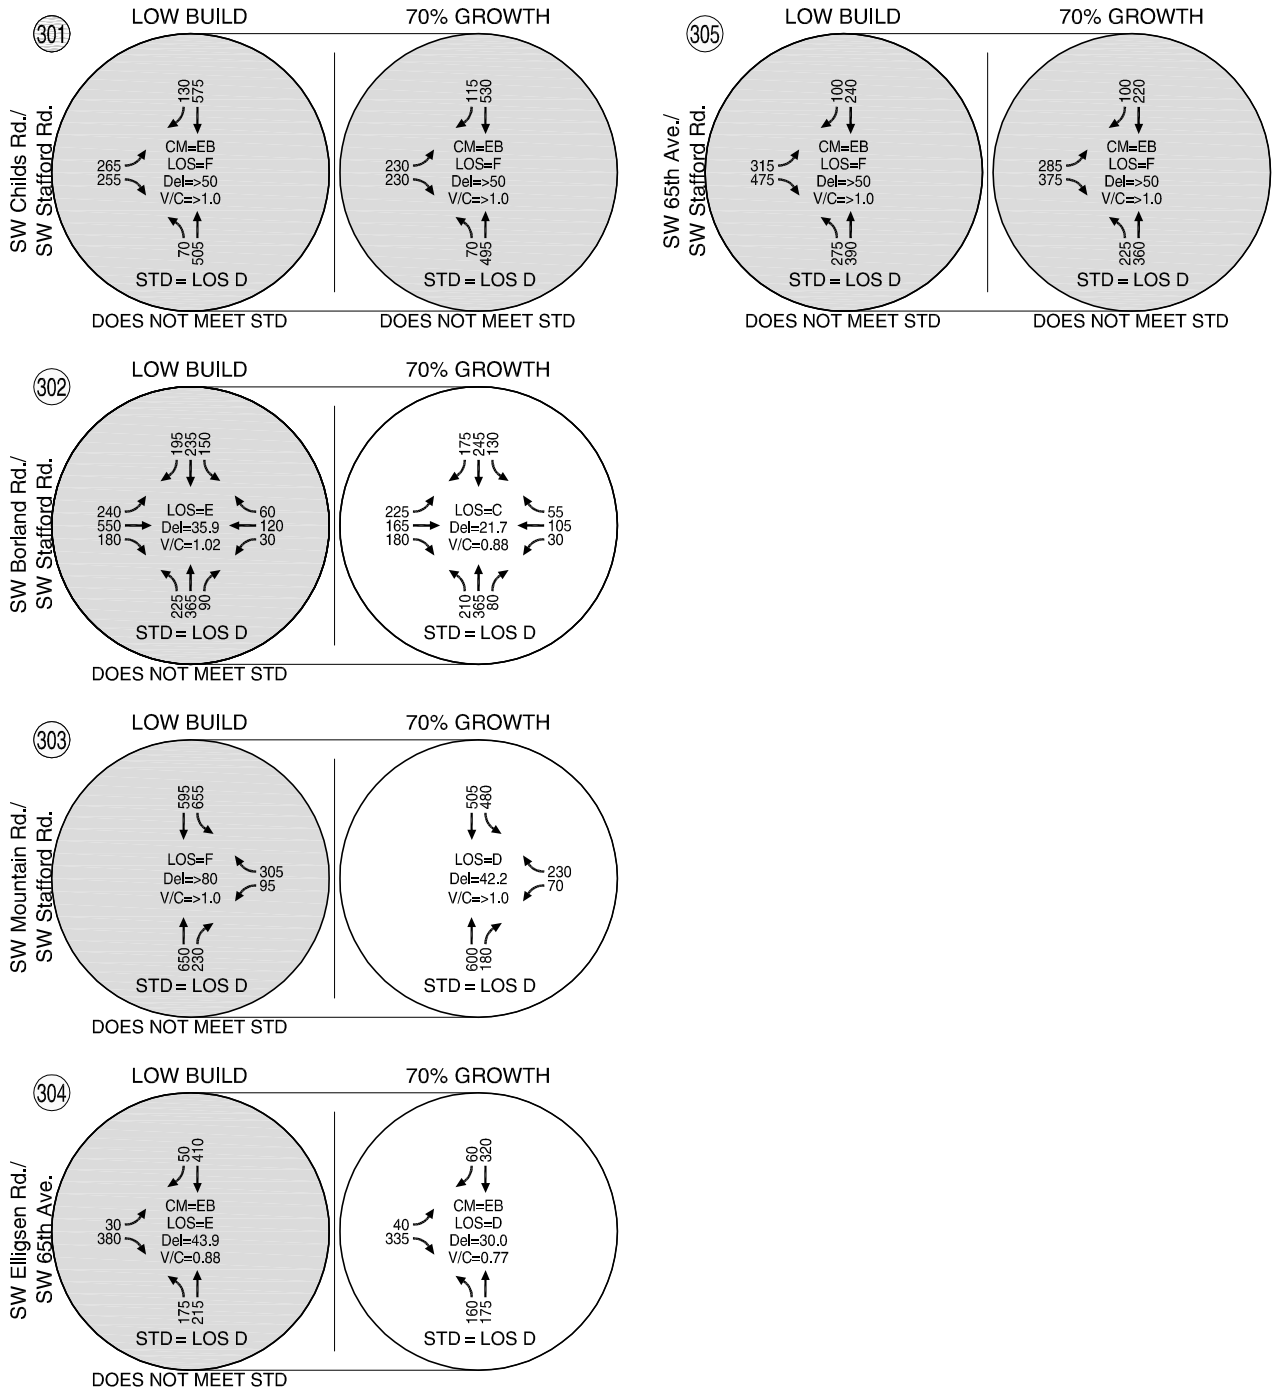 301
LOW BUILD
70% GROWTH
SW Childs Rd./
SW Stafford Rd.
130
575
265
255
CM=EB
LOS=F
Del=>50
V/C=>1.0
70
505
STD = LOS D
DOES NOT MEET STD
115
530
230
230
CM=EB
LOS=F
Del=>50
V/C=>1.0
70
495
STD = LOS D
DOES NOT MEET STD
305
LOW BUILD
70% GROWTH
SW 65th Ave./
SW Stafford Rd.
100
240
315
475
CM=EB
LOS=F
Del=>50
V/C=>1.0
275
390
STD = LOS D
DOES NOT MEET STD
100
220
285
375
CM=EB
LOS=F
Del=>50
V/C=>1.0
225
360
STD = LOS D
DOES NOT MEET STD
302
LOW BUILD
70% GROWTH
SW Borland Rd./
SW Stafford Rd.
195
235
150
240
550
180
LOS=E
Del=35.9
V/C=1.02
60
120
30
225
365
90
STD = LOS D
DOES NOT MEET STD
175
245
130
225
165
180
LOS=C
Del=21.7
V/C=0.88
55
105
30
210
365
80
STD = LOS D
303
LOW BUILD
70% GROWTH
SW Mountain Rd./
SW Stafford Rd.
595
655
LOS=F
Del=>80
V/C=>1.0
305
95
650
230
STD = LOS D
DOES NOT MEET STD
505
480
LOS=D
Del=42.2
V/C=>1.0
230
70
600
180
STD = LOS D
304
LOW BUILD
70% GROWTH
SW Elligsen Rd./
SW 65th Ave.
50
410
30
380
CM=EB
LOS=E
Del=43.9
V/C=0.88
175
215
STD = LOS D
DOES NOT MEET STD
60
320
40
335
CM=EB
LOS=D
Del=30.0
V/C=0.77
160
175
STD = LOS D